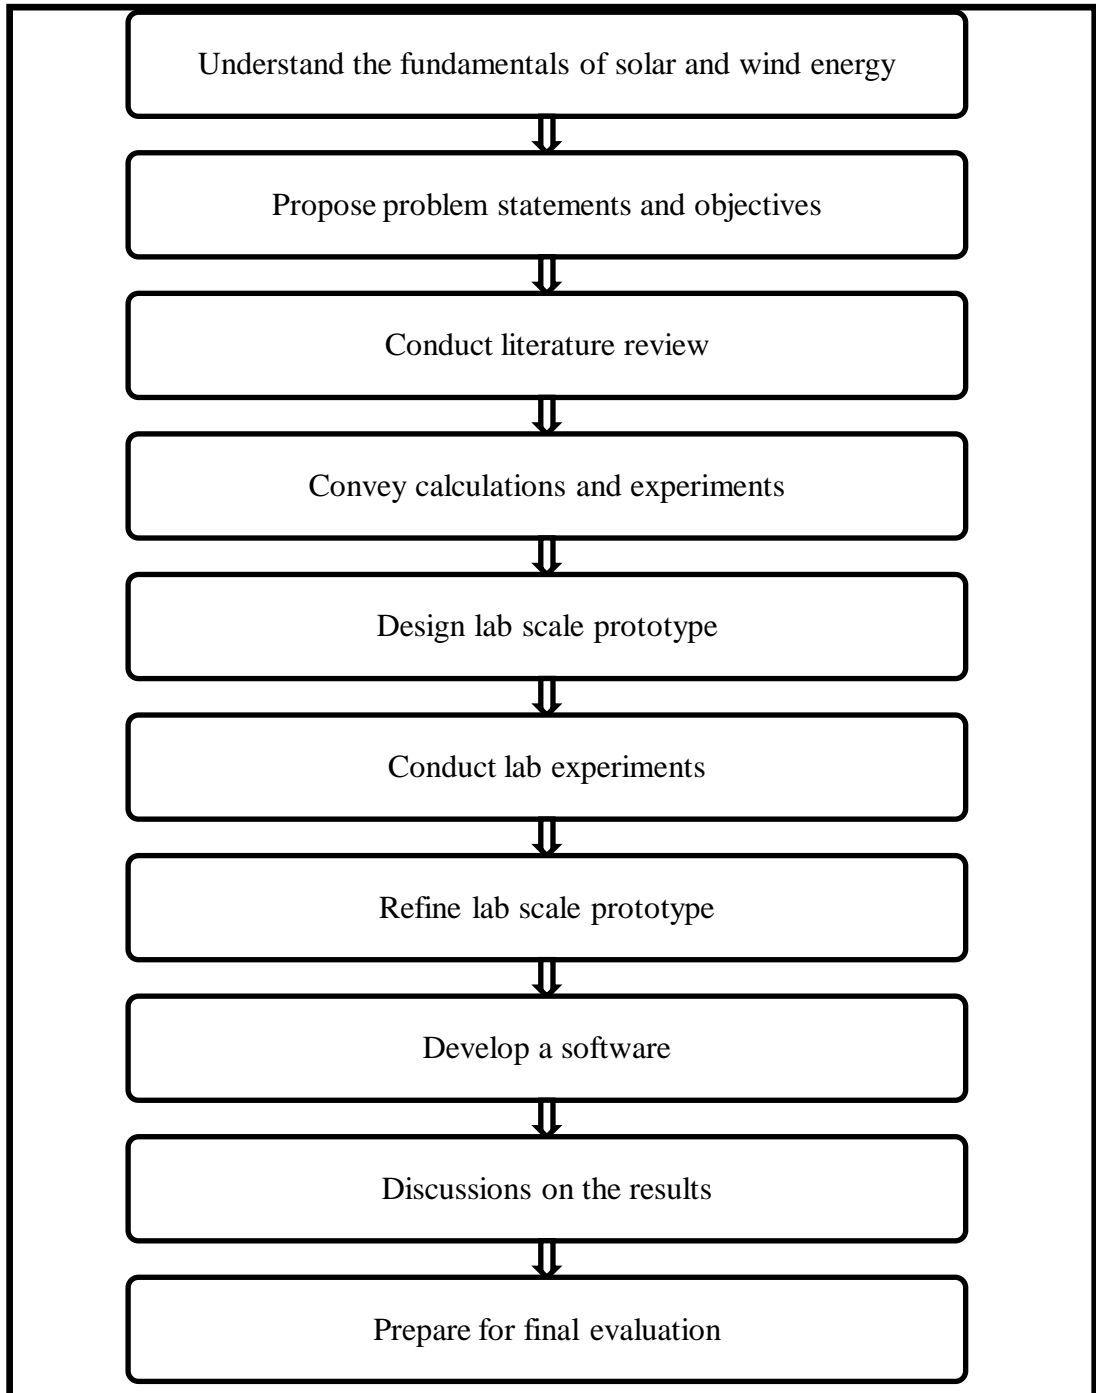 Understand the fundamentals of solar and wind energy
Propose problem statements and objectives
Conduct literature review
Convey calculations and experiments
Design lab scale prototype
Conduct lab experiments
Refine lab scale prototype
Develop a software
Discussions on the results
Prepare for final evaluation